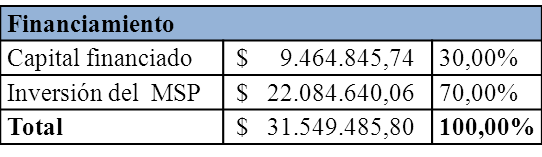 Financiamiento
Capital financiado $ 9.464.845,74 30,00%
Inversión del MSP $ 22.084.640,06 70,00%
Total $ 31.549.485,80 100,00%